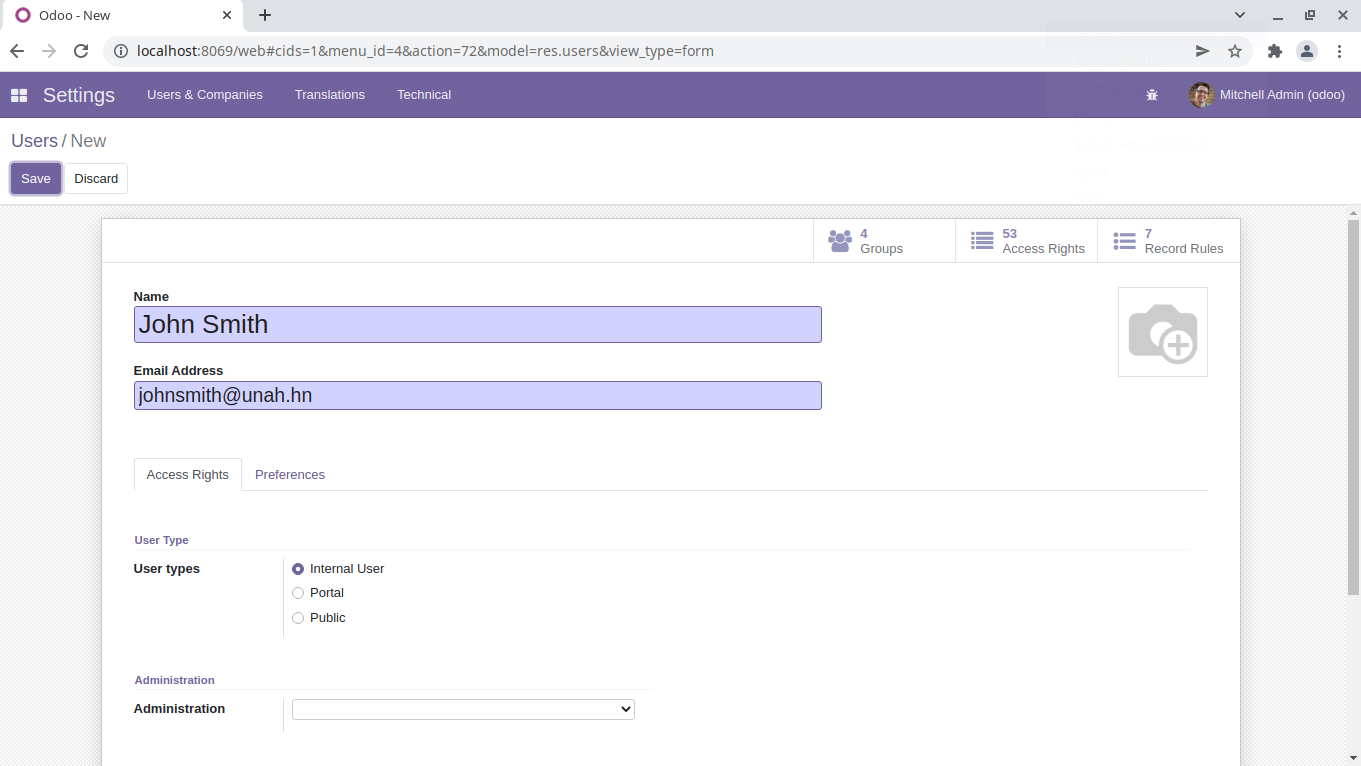 Odoo - New
localhost:8069/web#cids=1&menu_id=4&action=72&model=res.users&view_type=form
Settings Users & Companies Translations Technical Mitchell Admin (odoo)
Users / New
Save Discard
4 Groups
53 Access Rights
7 Record Rules
Name
John Smith
Email Address
johnsmith@unah.hn
Access Rights Preferences
User Type
User types
Internal User
Portal
Public
Administration
Administration